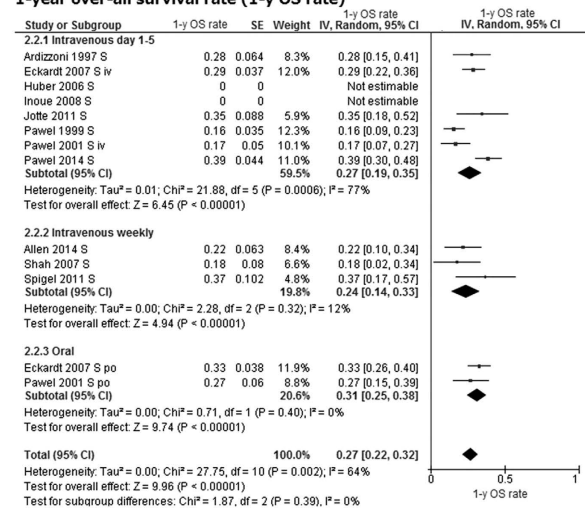 1-year over-all survival rate (1-y OS rate)
1-y OS rate 1-y OS rate
Study or Subgroup 1-y OS rate SE Weight IV, Random, 95% CI IV, Random, 95% CI
2.2.1 Intravenous day 1-5
Ardizzoni 1997 S 0.28 0.064 8.3% 0.28 [0.15, 0.41]
Eckardt 2007 S iv 0.29 0.037 12.0% 0.29 [0.22, 0.36]
Huber 2006 S 0 0 Not estimable
Inoue 2008 S 0 0 Not estimable
Jotte 2011 S 0.35 0.088 5.9% 0.35 [0.18, 0.52]
Pawel 1999 S 0.16 0.035 12.3% 0.16 [0.09, 0.23]
Pawel 2001 S iv 0.17 0.05 10.1% 0.17 [0.07, 0.27]
Pawel 2014 S 0.39 0.044 11.0% 0.39 [0.30, 0.48]
Subtotal (95% CI) 59.5% 0.27 [0.19, 0.35]
Heterogeneity: Tau² = 0.01; Chi² = 21.88, df = 5 (P = 0.0006); I² = 77%
Test for overall effect: Z = 6.45 (P < 0.00001)
2.2.2 Intravenous weekly
Allen 2014 S 0.22 0.063 8.4% 0.22 [0.10, 0.34]
Shah 2007 S 0.18 0.08 6.6% 0.18 [0.02, 0.34]
Spigel 2011 S 0.37 0.102 4.8% 0.37 [0.17, 0.57]
Subtotal (95% CI) 19.8% 0.24 [0.14, 0.33]
Heterogeneity: Tau² = 0.00; Chi² = 2.28, df = 2 (P = 0.32); I² = 12%
Test for overall effect: Z = 4.94 (P < 0.00001)
2.2.3 Oral
Eckardt 2007 S po 0.33 0.038 11.9% 0.33 [0.26, 0.40]
Pawel 2001 S po 0.27 0.06 8.8% 0.27 [0.15, 0.39]
Subtotal (95% CI) 20.6% 0.31 [0.25, 0.38]
Heterogeneity: Tau² = 0.00; Chi² = 0.71, df = 1 (P = 0.40); I² = 0%
Test for overall effect: Z = 9.74 (P < 0.00001)
Total (95% CI) 100.0% 0.27 [0.22, 0.32]
Heterogeneity: Tau² = 0.00; Chi² = 27.75, df = 10 (P = 0.002); I² = 64%
Test for overall effect: Z = 9.96 (P < 0.00001)
Test for subgroup differences: Chi² = 1.87, df = 2 (P = 0.39), I² = 0%
0 0.5 1
1-y OS rate